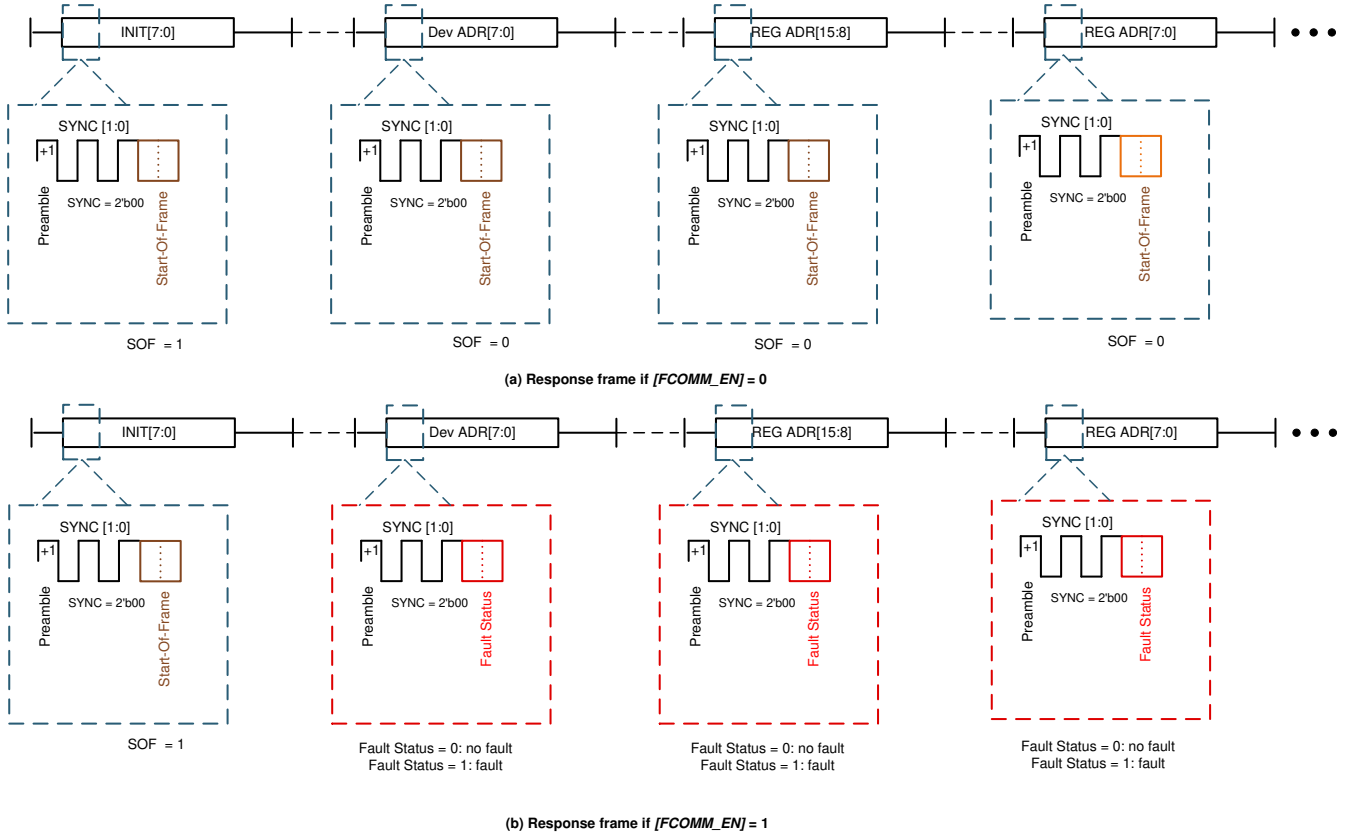 INIT[7:0]
Dev ADR[7:0]
REG ADR[15:8]
REG ADR[7:0]
SYNC [1:0]
+1
Preamble
SYNC = 2'b00
Start-Of-Frame
SOF = 1
SYNC [1:0]
+1
Preamble
SYNC = 2'b00
Start-Of-Frame
SOF = 0
SYNC [1:0]
+1
Preamble
SYNC = 2'b00
Start-Of-Frame
SOF = 0
SYNC [1:0]
+1
Preamble
SYNC = 2'b00
Start-Of-Frame
SOF = 0
(a) Response frame if [FCOMM_EN] = 0
INIT[7:0]
Dev ADR[7:0]
REG ADR[15:8]
REG ADR[7:0]
SYNC [1:0]
+1
Preamble
SYNC = 2'b00
Start-Of-Frame
SOF = 1
SYNC [1:0]
+1
Preamble
SYNC = 2'b00
Fault Status
Fault Status = 0: no fault
Fault Status = 1: fault
SYNC [1:0]
+1
Preamble
SYNC = 2'b00
Fault Status
Fault Status = 0: no fault
Fault Status = 1: fault
SYNC [1:0]
+1
Preamble
SYNC = 2'b00
Fault Status
Fault Status = 0: no fault
Fault Status = 1: fault
(b) Response frame if [FCOMM_EN] = 1